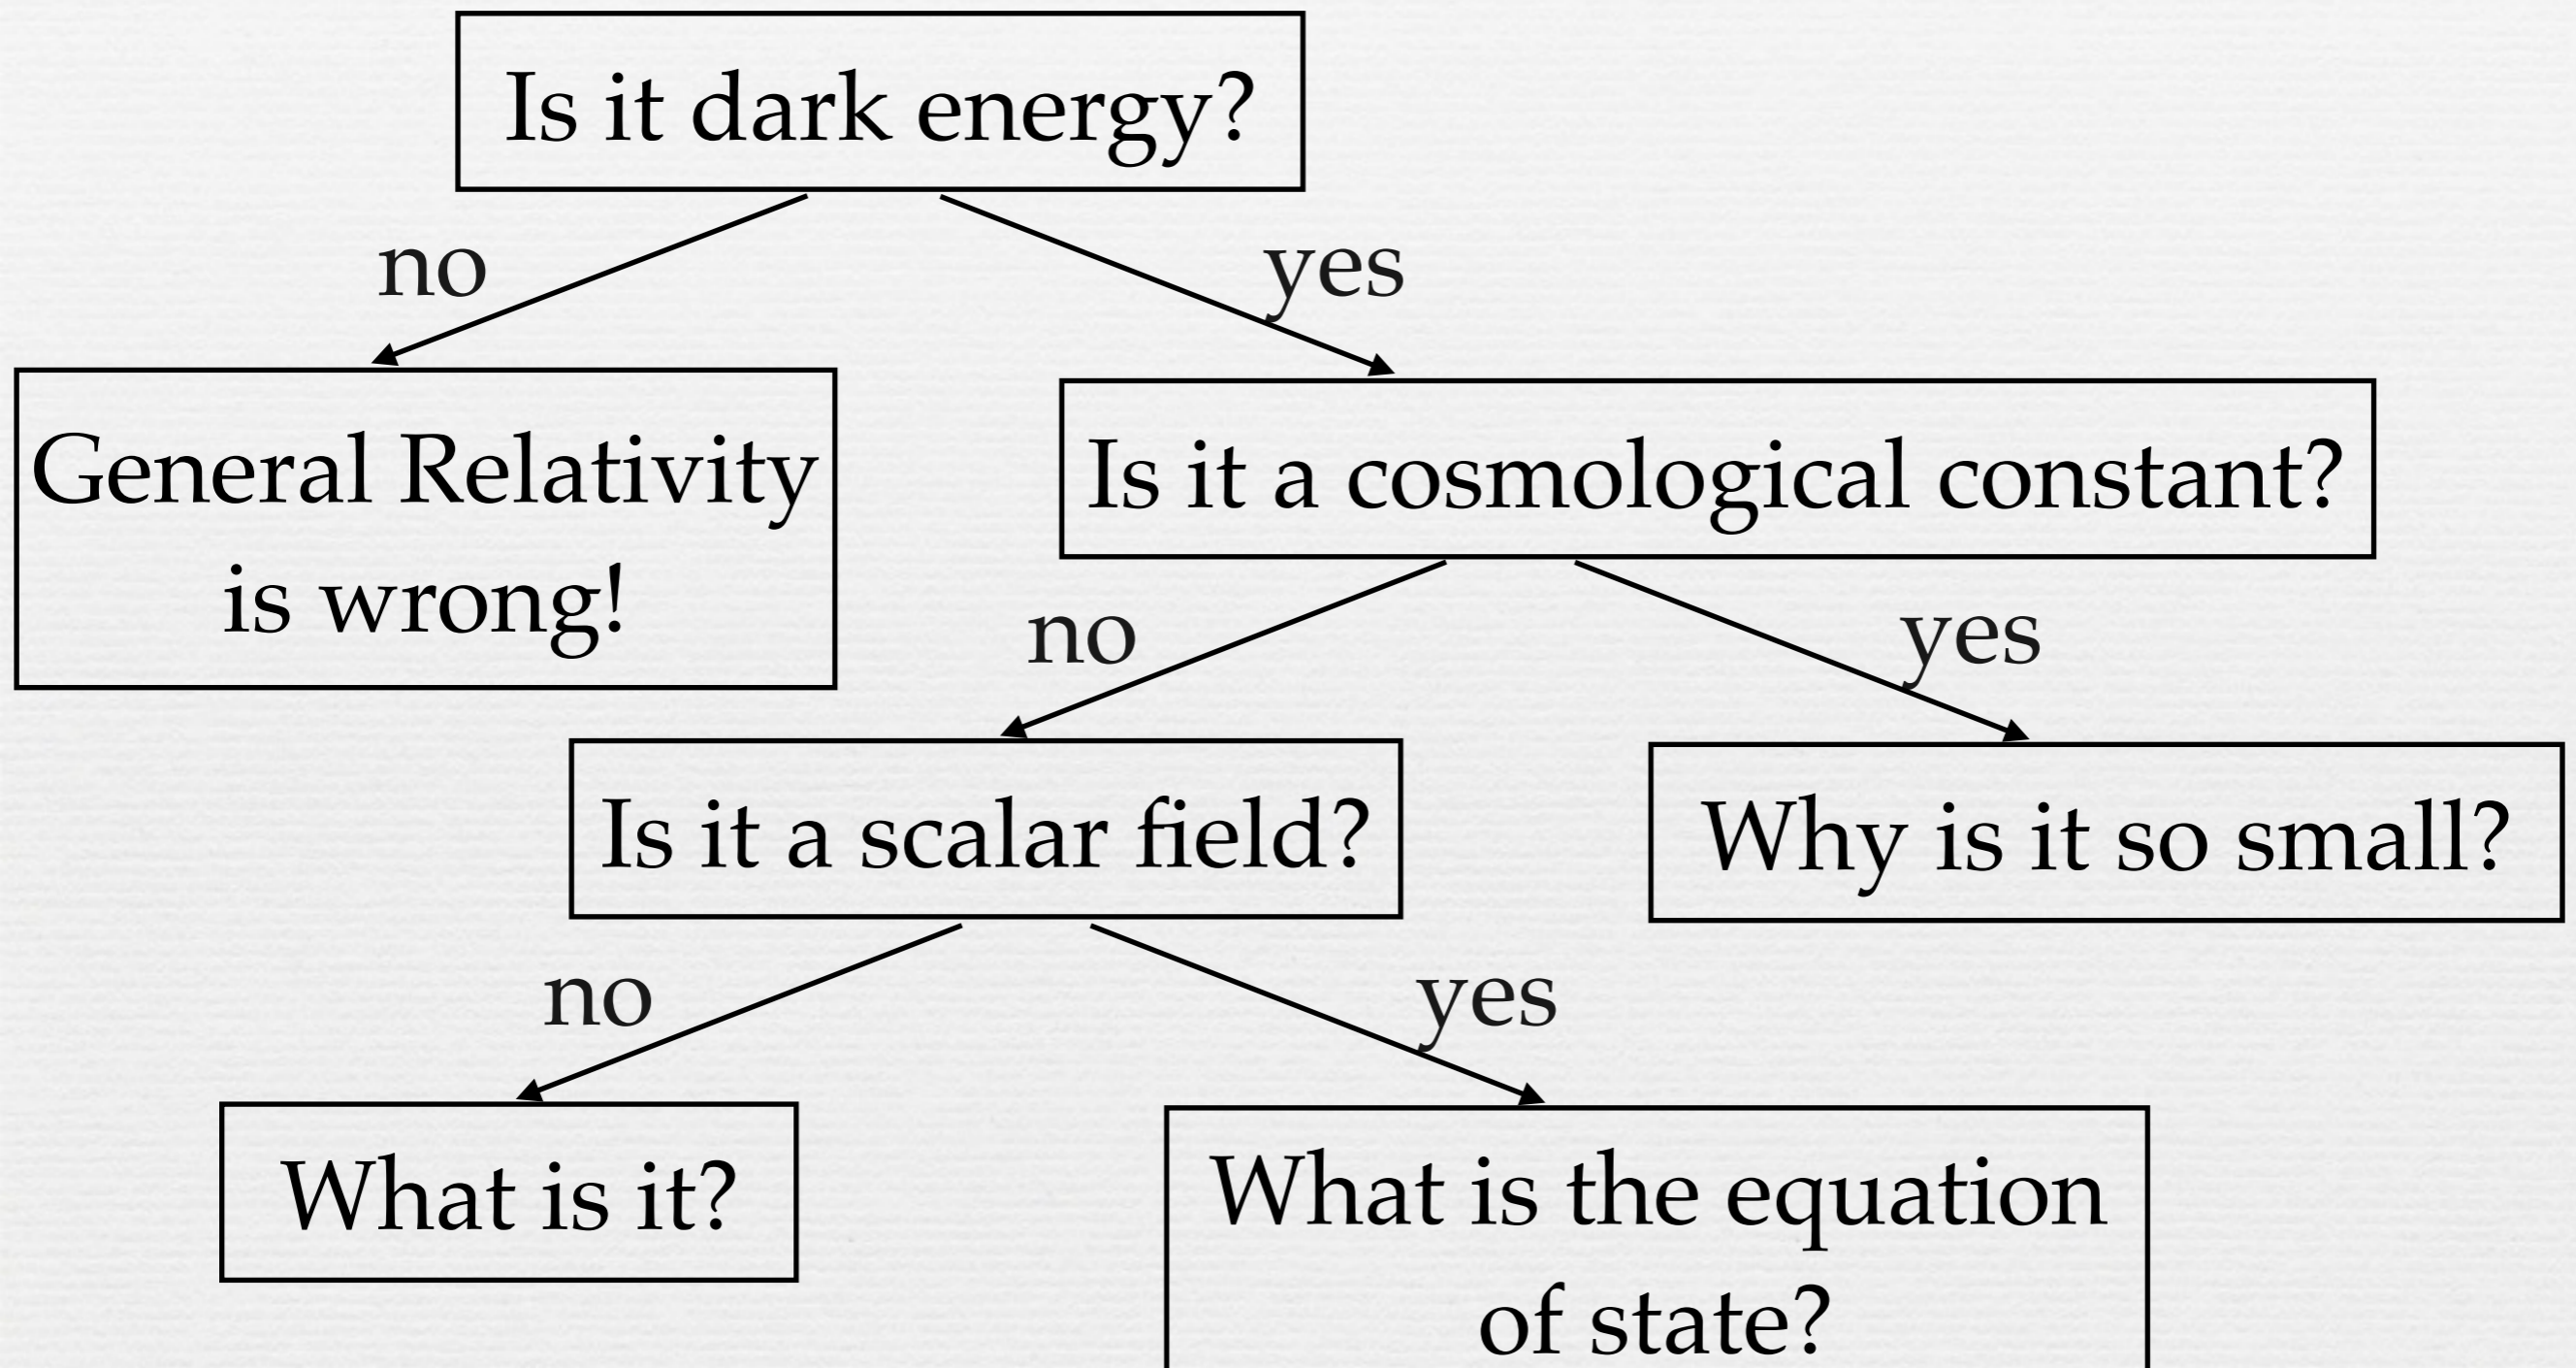 Is it dark energy?
no
yes
General Relativity
is wrong!
Is it a cosmological constant?
no
yes
Is it a scalar field?
Why is it so small?
no
yes
What is it?
What is the equation
of state?